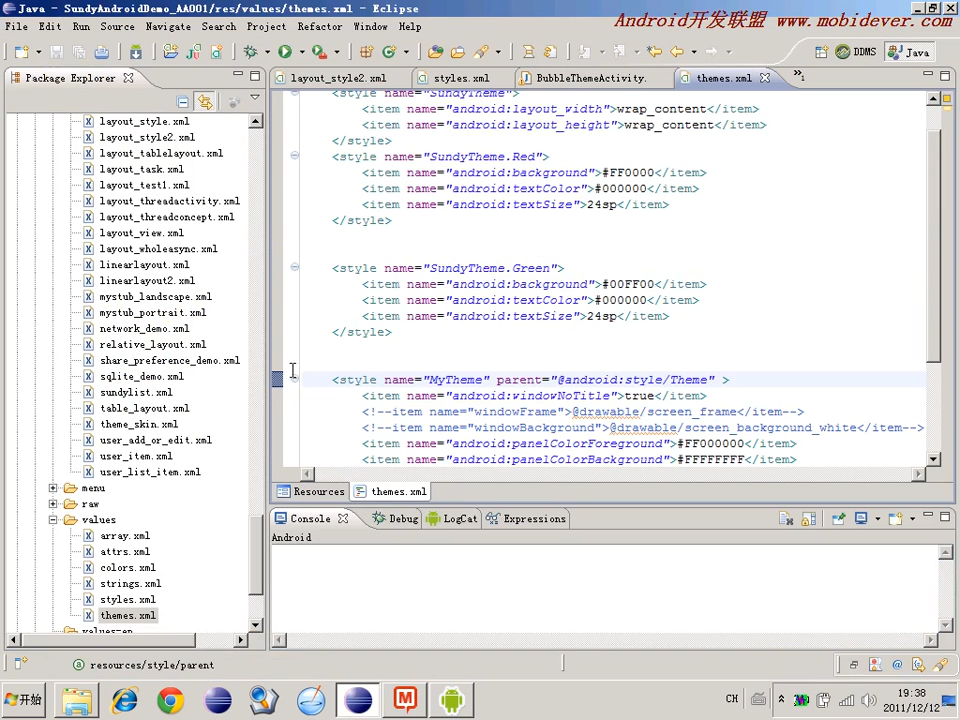 Java - SundyAndroidDemo_AA001/res/values/themes.xml - Eclipse
Android开发联盟 www.mobidever.com
File Edit Run Source Navigate Search Project Refactor Window Help
DDMS Java
Package Explorer
layout_style2.xml styles.xml BubbleThemeActivity. themes.xml »1
layout_style.xml
layout_style2.xml
layout_tablelayout.xml
layout_task.xml
layout_test1.xml
layout_threadactivity.xml
layout_threadconcept.xml
layout_view.xml
layout_wholeasync.xml
linearlayout.xml
linearlayout2.xml
mystub_landscape.xml
mystub_portrait.xml
network_demo.xml
relative_layout.xml
share_preference_demo.xml
sqlite_demo.xml
sundylist.xml
table_layout.xml
theme_skin.xml
user_add_or_edit.xml
user_item.xml
user_list_item.xml
menu
raw
values
array.xml
attrs.xml
colors.xml
strings.xml
styles.xml
themes.xml
values-en
<style name="SundyTheme">
<item name="android:layout_width">wrap_content</item>
<item name="android:layout_height">wrap_content</item>
</style>
<style name="SundyTheme.Red">
<item name="android:background">#FF0000</item>
<item name="android:textColor">#000000</item>
<item name="android:textSize">24sp</item>
</style>
<style name="SundyTheme.Green">
<item name="android:background">#00FF00</item>
<item name="android:textColor">#000000</item>
<item name="android:textSize">24sp</item>
</style>
<style name="MyTheme" parent="@android:style/Theme" >
<item name="android:windowNoTitle">true</item>
<!--item name="windowFrame">@drawable/screen_frame</item-->
<!--item name="windowBackground">@drawable/screen_background_white</item-->
<item name="android:panelColorForeground">#FF000000</item>
<item name="android:panelColorBackground">#FFFFFFFF</item>
Resources themes.xml
Console Debug LogCat Expressions
Android
resources/style/parent
开始
CH
19:38
2011/12/12